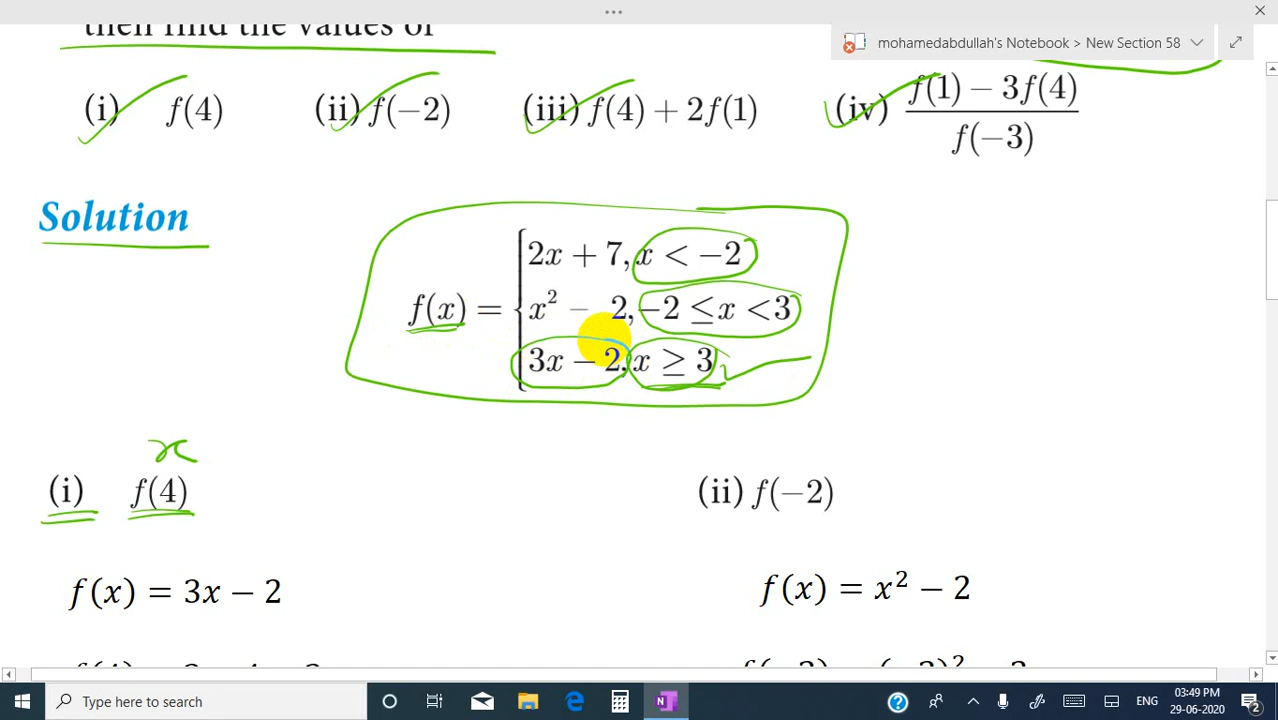 then find the values of
mohamedabdullah's Notebook > New Section 58
(i) f(4) (ii) f(−2) (iii) f(4) + 2f(1) (iv) f(1) − 3f(4)
f(−3)
Solution
2x + 7, x < −2
f(x) = x² − 2, −2 ≤ x < 3
3x − 2, x ≥ 3
x
(i) f(4) (ii) f(−2)
f(x) = 3x − 2 f(x) = x² − 2
Type here to search
ENG
03:49 PM
29-06-2020
2